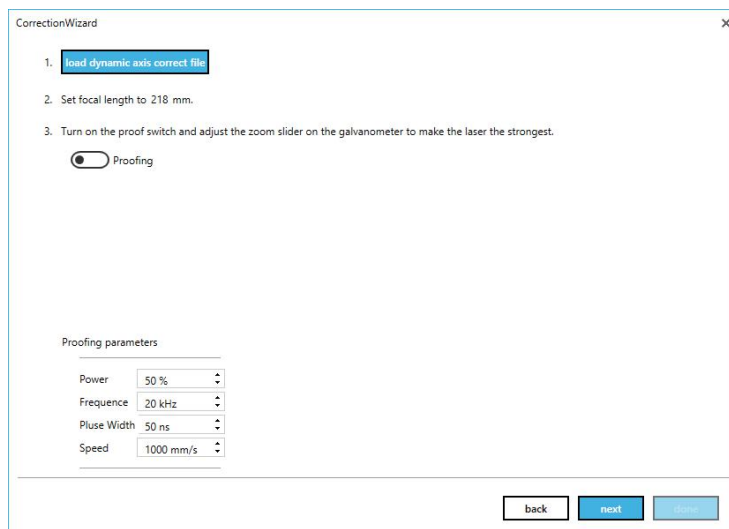 CorrectionWizard
1. load dynamic axis correct file
2. Set focal length to 218 mm.
3. Turn on the proof switch and adjust the zoom slider on the galvanometer to make the laser the strongest.
Proofing
Proofing parameters
Power 50 %
Frequence 20 kHz
Pluse Width 50 ns
Speed 1000 mm/s
back next done